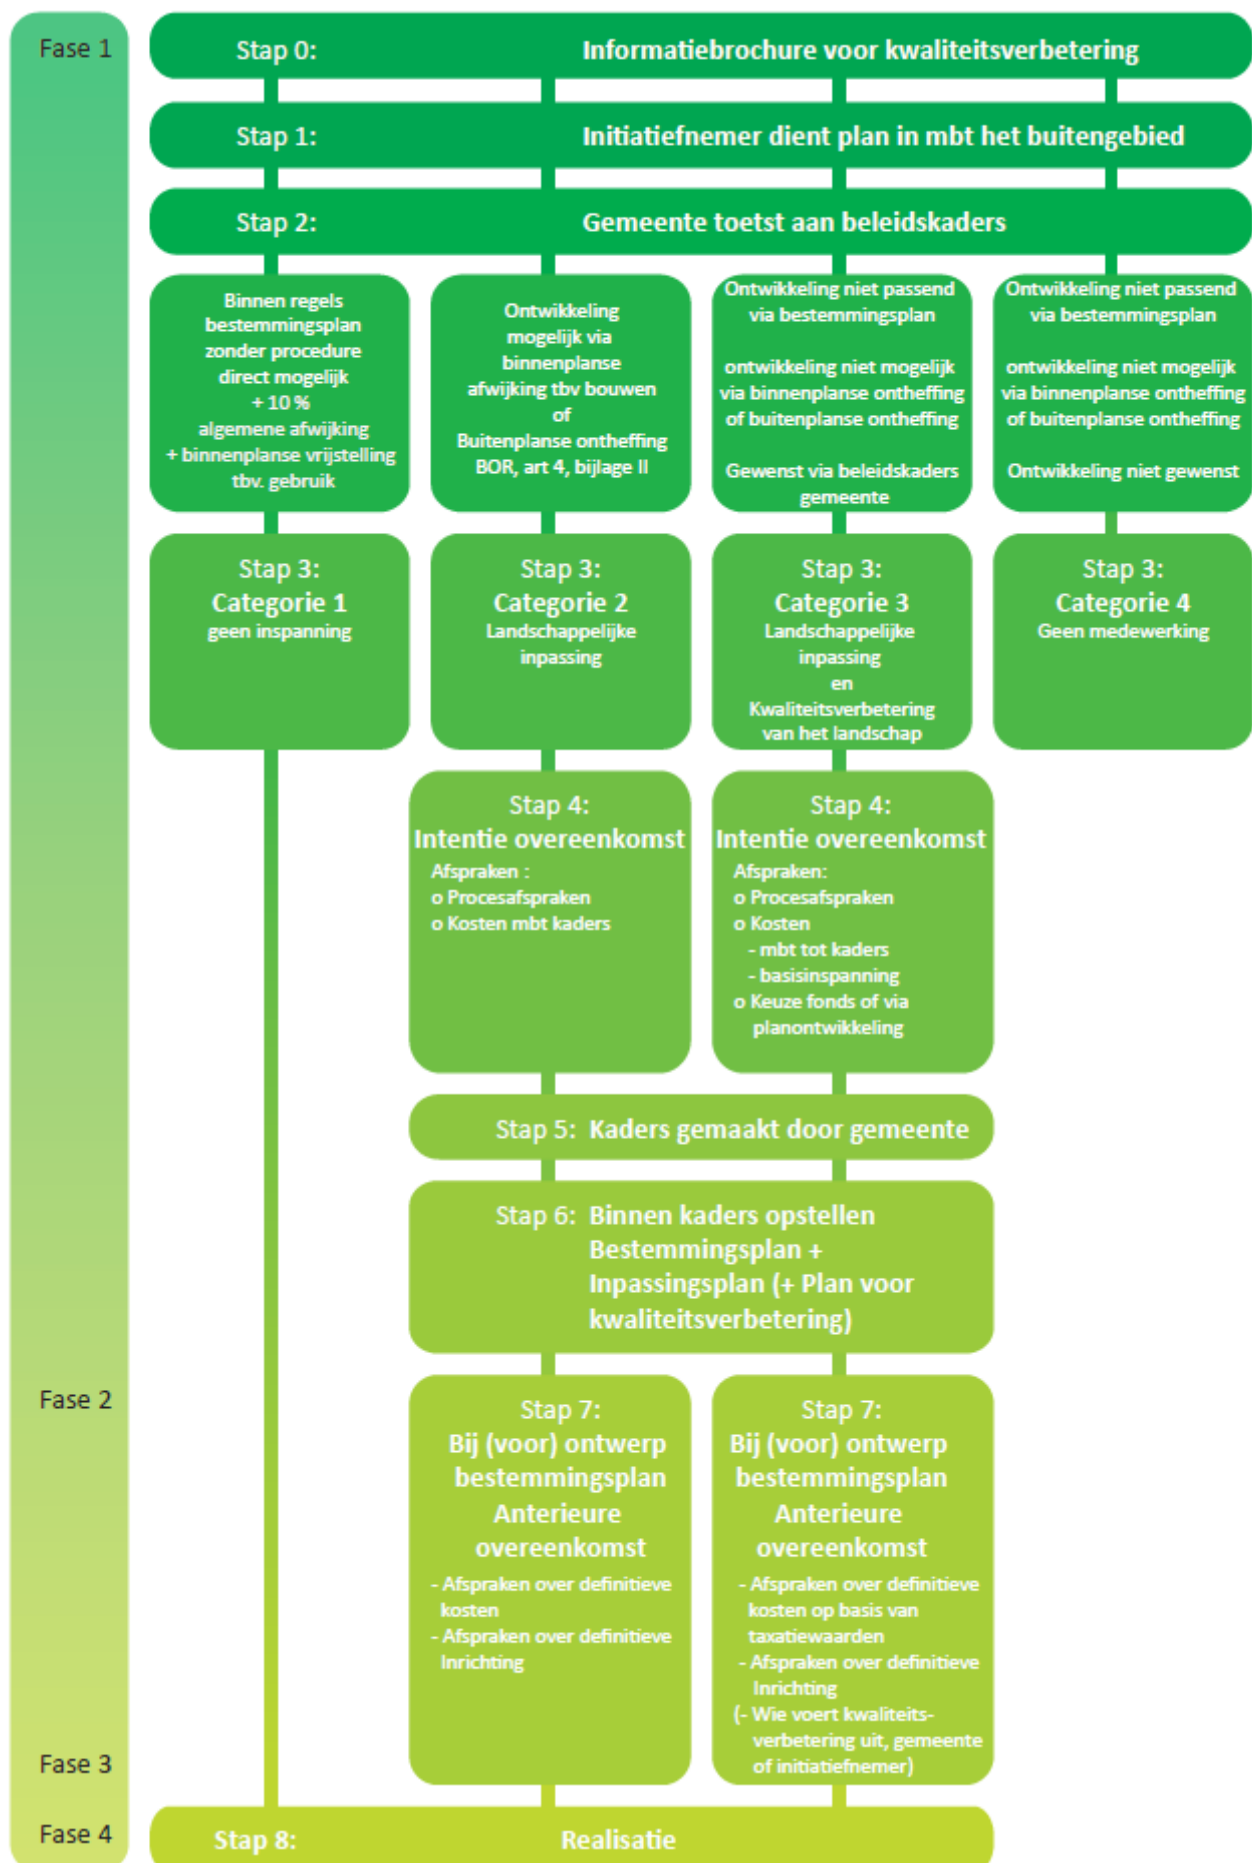 Fase 1
Stap 0: Informatiebrochure voor kwaliteitsverbetering
Stap 1: Initiatiefnemer dient plan in mbt het buitengebied
Stap 2: Gemeente toetst aan beleidskaders
Binnen regels
bestemmingsplan
zonder procedure
direct mogelijk
+ 10 %
algemene afwijking
+ binnenplanse vrijstelling
tbv. gebruik
Ontwikkeling
mogelijk via
binnenplanse
afwijking tbv bouwen
of
Buitenplanse ontheffing
BOR, art 4, bijlage II
Ontwikkeling niet passend
via bestemmingsplan
ontwikkeling niet mogelijk
via binnenplanse ontheffing
of buitenplanse ontheffing
Gewenst via beleidskaders
gemeente
Ontwikkeling niet passend
via bestemmingsplan
ontwikkeling niet mogelijk
via binnenplanse ontheffing
of buitenplanse ontheffing
Ontwikkeling niet gewenst
Stap 3:
Categorie 1
geen inspanning
Stap 3:
Categorie 2
Landschappelijke
inpassing
Stap 3:
Categorie 3
Landschappelijke
inpassing
en
Kwaliteitsverbetering
van het landschap
Stap 3:
Categorie 4
Geen medewerking
Stap 4:
Intentie overeenkomst
Afspraken :
o Procesafspraken
o Kosten mbt kaders
Stap 4:
Intentie overeenkomst
Afspraken:
o Procesafspraken
o Kosten
- mbt tot kaders
- basisinspanning
o Keuze fonds of via
planontwikkeling
Stap 5: Kaders gemaakt door gemeente
Stap 6: Binnen kaders opstellen
Bestemmingsplan +
Inpassingsplan (+ Plan voor
kwaliteitsverbetering)
Fase 2
Stap 7:
Bij (voor) ontwerp
bestemmingsplan
Anterieure
overeenkomst
- Afspraken over definitieve
kosten
- Afspraken over definitieve
Inrichting
Stap 7:
Bij (voor) ontwerp
bestemmingsplan
Anterieure
overeenkomst
- Afspraken over definitieve
kosten op basis van
taxatiewaarden
- Afspraken over definitieve
Inrichting
(- Wie voert kwaliteits-
verbetering uit, gemeente
of initiatiefnemer)
Fase 3
Fase 4
Stap 8: Realisatie